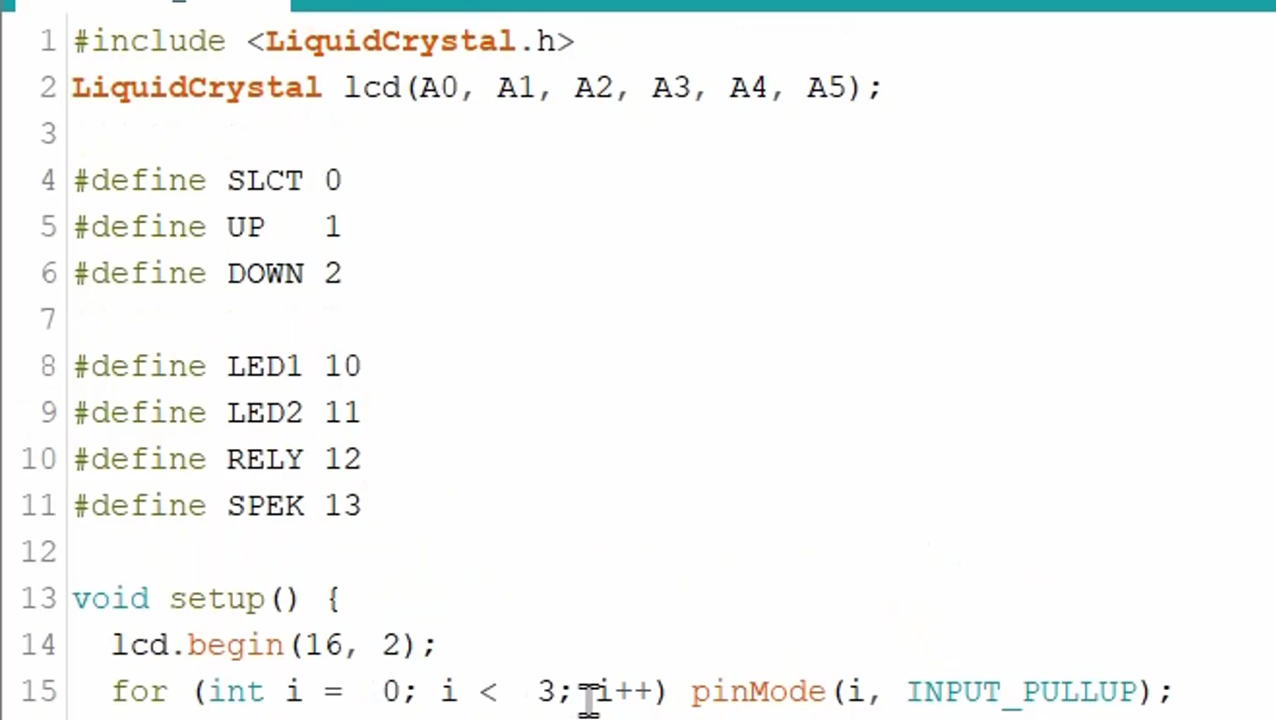 1 #include <LiquidCrystal.h>
2 LiquidCrystal lcd(A0, A1, A2, A3, A4, A5);
3
4 #define SLCT 0
5 #define UP   1
6 #define DOWN 2
7
8 #define LED1 10
9 #define LED2 11
10 #define RELY 12
11 #define SPEK 13
12
13 void setup() {
14   lcd.begin(16, 2);
15   for (int i =  0; i <  3; i++) pinMode(i, INPUT_PULLUP);